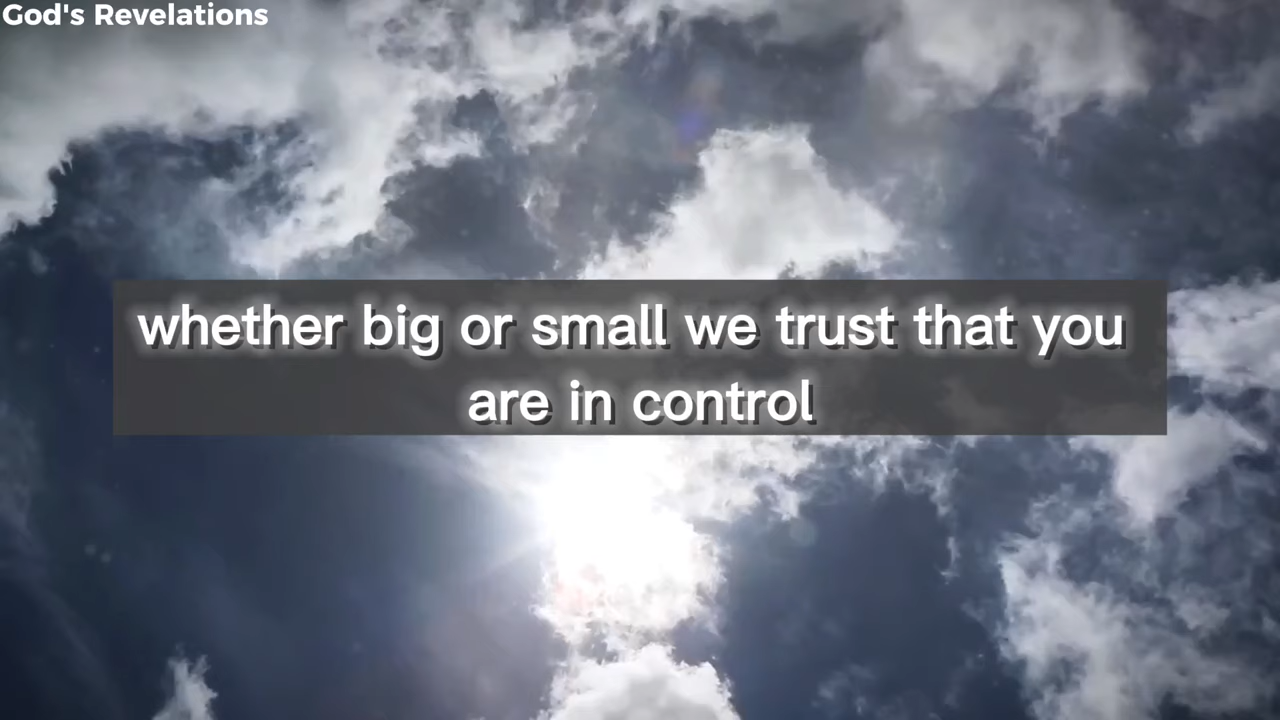 God's Revelations
whether big or small we trust that you
are in control